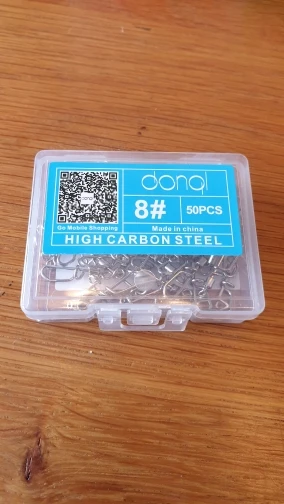 donql
8#
50PCS
Go Mobile Shopping
Made in china
HIGH CARBON STEEL